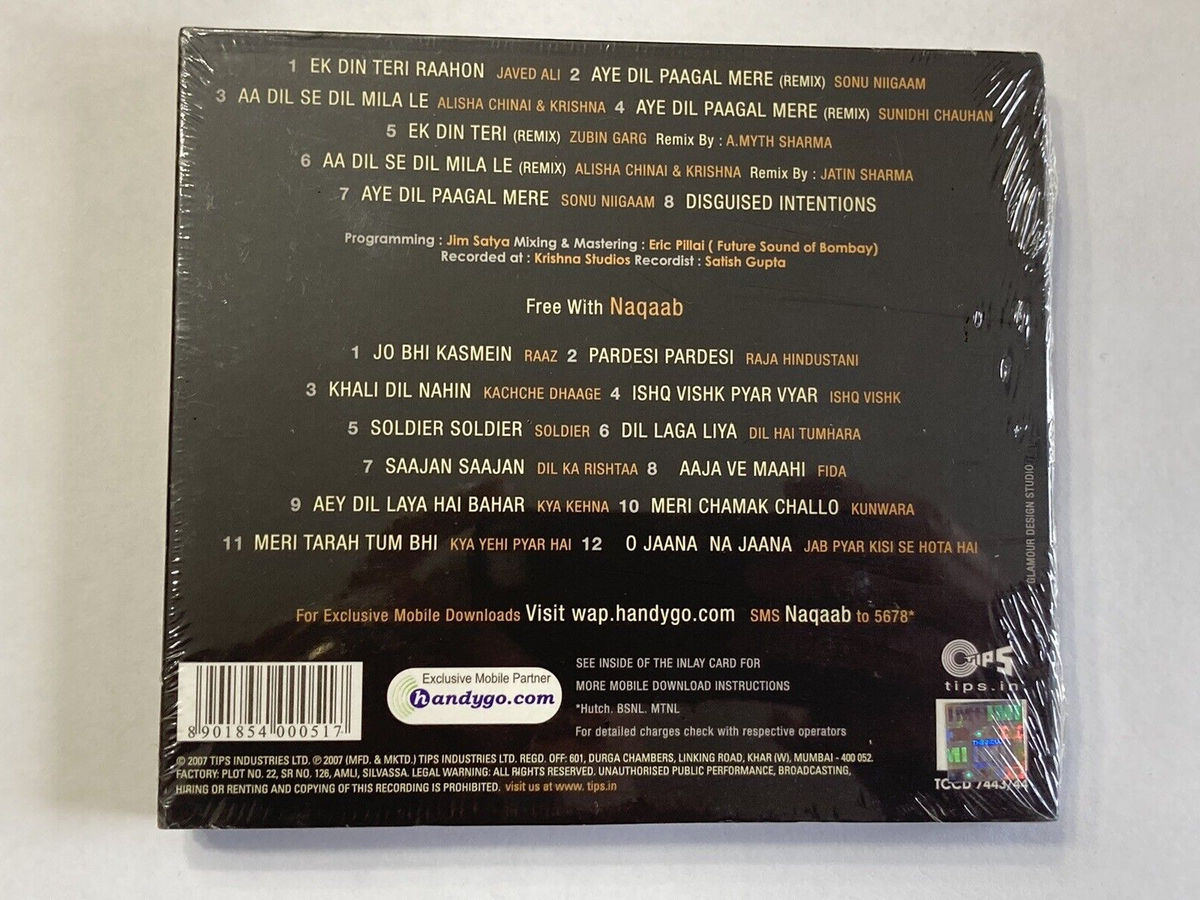 1 EK DIN TERI RAAHON JAVED ALI 2 AYE DIL PAAGAL MERE (REMIX) SONU NIIGAAM
3 AA DIL SE DIL MILA LE ALISHA CHINAI & KRISHNA 4 AYE DIL PAAGAL MERE (REMIX) SUNIDHI CHAUHAN
5 EK DIN TERI (REMIX) ZUBIN GARG Remix By : A.MYTH SHARMA
6 AA DIL SE DIL MILA LE (REMIX) ALISHA CHINAI & KRISHNA Remix By : JATIN SHARMA
7 AYE DIL PAAGAL MERE SONU NIIGAAM 8 DISGUISED INTENTIONS
Programming : Jim Satya Mixing & Mastering : Eric Pillai ( Future Sound of Bombay)
Recorded at : Krishna Studios Recordist : Satish Gupta
Free With Naqaab
1 JO BHI KASMEIN RAAZ 2 PARDESI PARDESI RAJA HINDUSTANI
3 KHALI DIL NAHIN KACHCHE DHAAGE 4 ISHQ VISHK PYAR VYAR ISHQ VISHK
5 SOLDIER SOLDIER SOLDIER 6 DIL LAGA LIYA DIL HAI TUMHARA
7 SAAJAN SAAJAN DIL KA RISHTAA 8 AAJA VE MAAHI FIDA
9 AEY DIL LAYA HAI BAHAR KYA KEHNA 10 MERI CHAMAK CHALLO KUNWARA
11 MERI TARAH TUM BHI KYA YEHI PYAR HAI 12 O JAANA NA JAANA JAB PYAR KISI SE HOTA HAI
GLAMOUR DESIGN STUDIO
For Exclusive Mobile Downloads Visit wap.handygo.com SMS Naqaab to 5678*
Exclusive Mobile Partner
handygo.com
SEE INSIDE OF THE INLAY CARD FOR
MORE MOBILE DOWNLOAD INSTRUCTIONS
*Hutch. BSNL. MTNL
For detailed charges check with respective operators
TIPS
tips.in
8901854000517
TCCD 7443/44
© 2007 TIPS INDUSTRIES LTD. ℗ 2007 (MFD. & MKTD.) TIPS INDUSTRIES LTD. REGD. OFF: 601, DURGA CHAMBERS, LINKING ROAD, KHAR (W), MUMBAI - 400 052.
FACTORY: PLOT NO. 22, SR NO. 126, AMLI, SILVASSA. LEGAL WARNING: ALL RIGHTS RESERVED. UNAUTHORISED PUBLIC PERFORMANCE, BROADCASTING,
HIRING OR RENTING AND COPYING OF THIS RECORDING IS PROHIBITED. visit us at www. tips.in